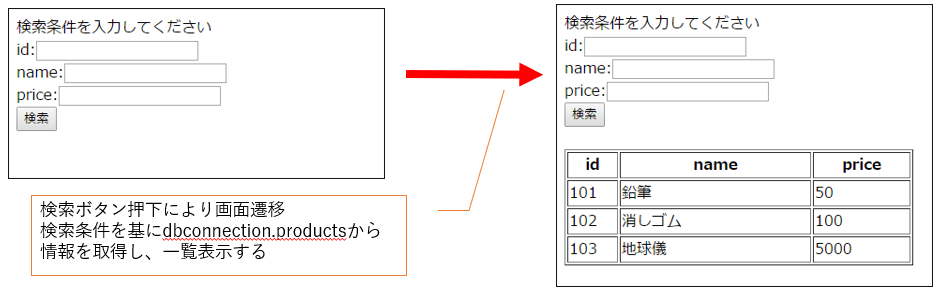 検索条件を入力してください
id:
name:
price:
検索
検索ボタン押下により画面遷移
検索条件を基にdbconnection.productsから
情報を取得し、一覧表示する
検索条件を入力してください
id:
name:
price:
検索
id name price
101 鉛筆 50
102 消しゴム 100
103 地球儀 5000